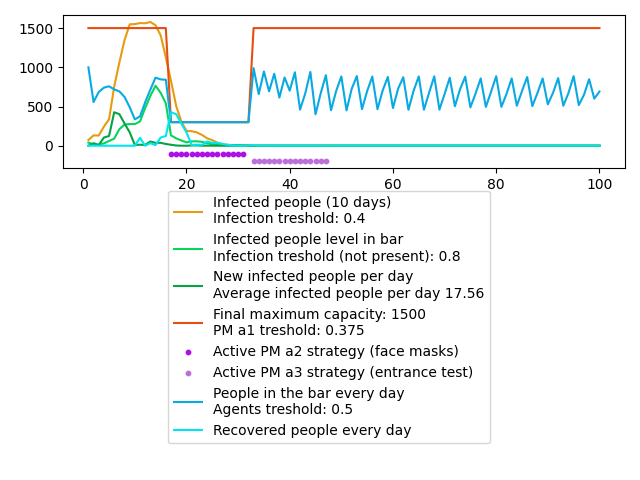 1500
1000
500
0
0
20
40
60
80
100
Infected people (10 days)
Infection treshold: 0.4
Infected people level in bar
Infection treshold (not present): 0.8
New infected people per day
Average infected people per day 17.56
Final maximum capacity: 1500
PM a1 treshold: 0.375
Active PM a2 strategy (face masks)
Active PM a3 strategy (entrance test)
People in the bar every day
Agents treshold: 0.5
Recovered people every day